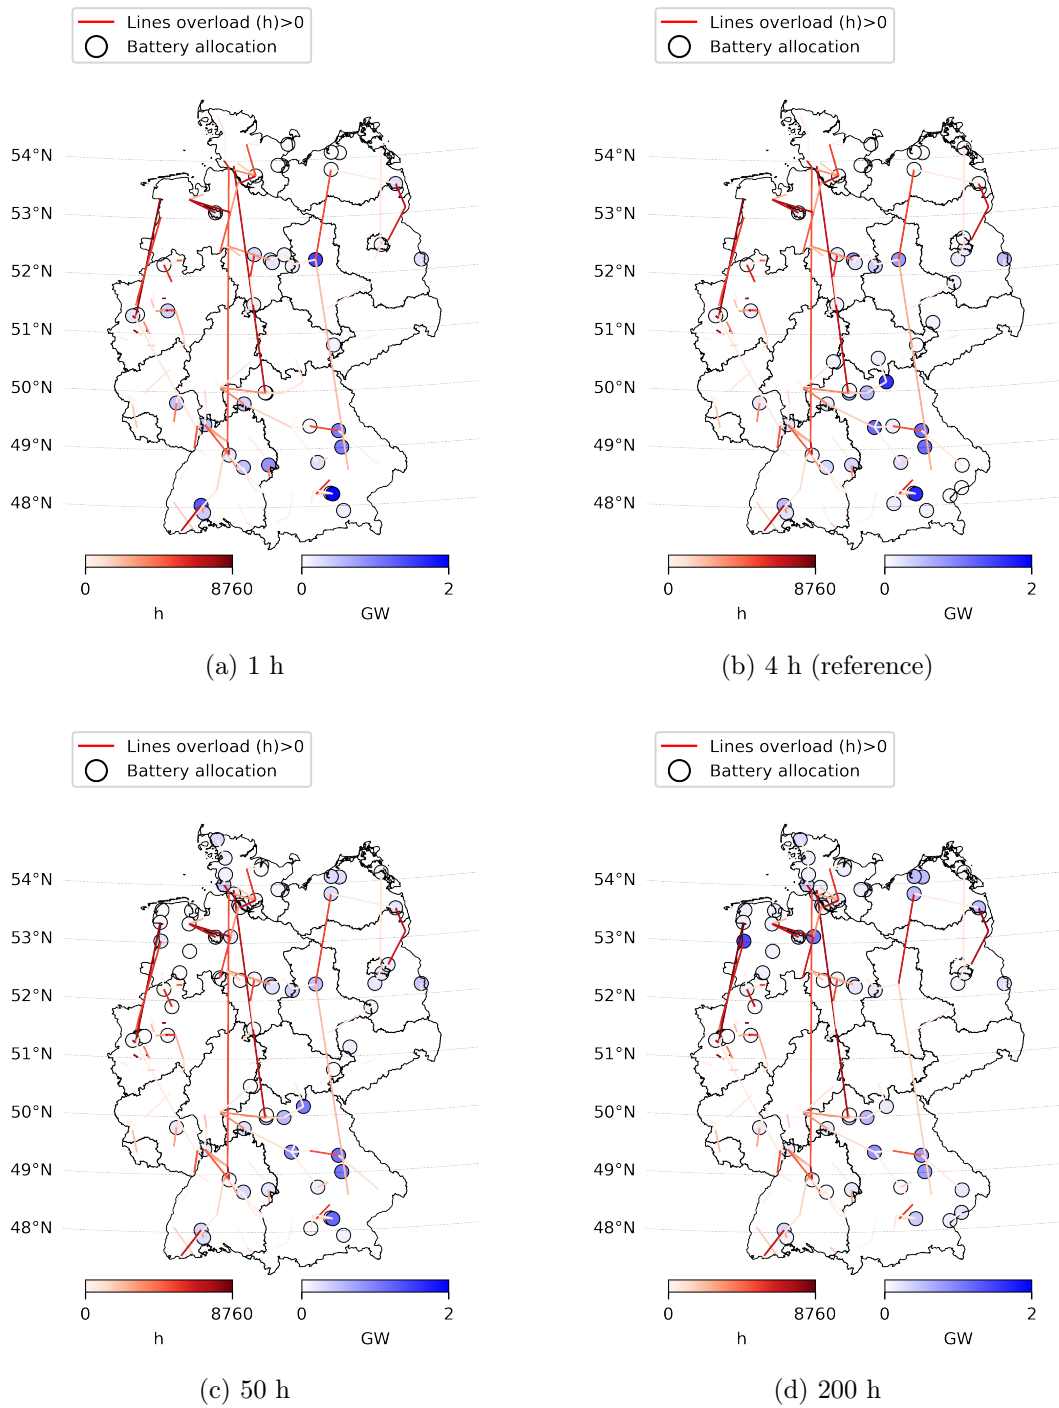 Lines overload (h)>0
Battery allocation
54°N
53°N
52°N
51°N
50°N
49°N
48°N
0 8760
h
0 2
GW
(a) 1 h
Lines overload (h)>0
Battery allocation
54°N
53°N
52°N
51°N
50°N
49°N
48°N
0 8760
h
0 2
GW
(b) 4 h (reference)
Lines overload (h)>0
Battery allocation
54°N
53°N
52°N
51°N
50°N
49°N
48°N
0 8760
h
0 2
GW
(c) 50 h
Lines overload (h)>0
Battery allocation
54°N
53°N
52°N
51°N
50°N
49°N
48°N
0 8760
h
0 2
GW
(d) 200 h